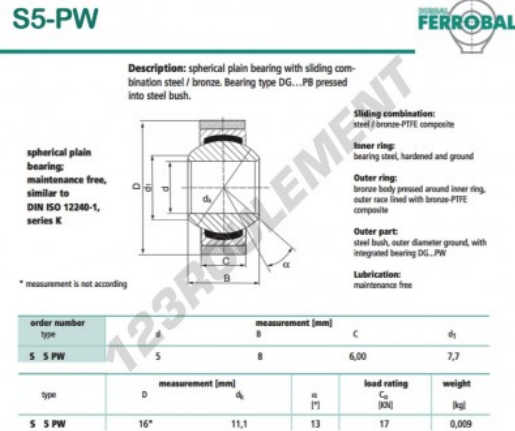 S5-PW
DURBAL
FERROBAL
Description: spherical plain bearing with sliding com-
bination steel / bronze. Bearing type DG...PB pressed
into steel bush.
spherical plain
bearing;
maintenance free,
similar to
DIN ISO 12240-1,
series K
* measurement is not according
D
d₁
d
dk
C
B
α
Sliding combination:
steel / bronze-PTFE composite
Inner ring:
bearing steel, hardened and ground
Outer ring:
bronze body pressed around inner ring,
outer race lined with bronze-PTFE
composite
Outer part:
steel bush, outer diameter ground, with
integrated bearing DG...PW
Lubrication:
maintenance free
123ROULEMENT
order number measurement [mm]
type d B C d₁
S 5 PW 5 8 6,00 7,7
measurement [mm] load rating weight
type D dk α C₀
[°] [KN] [kg]
S 5 PW 16* 11,1 13 17 0,009